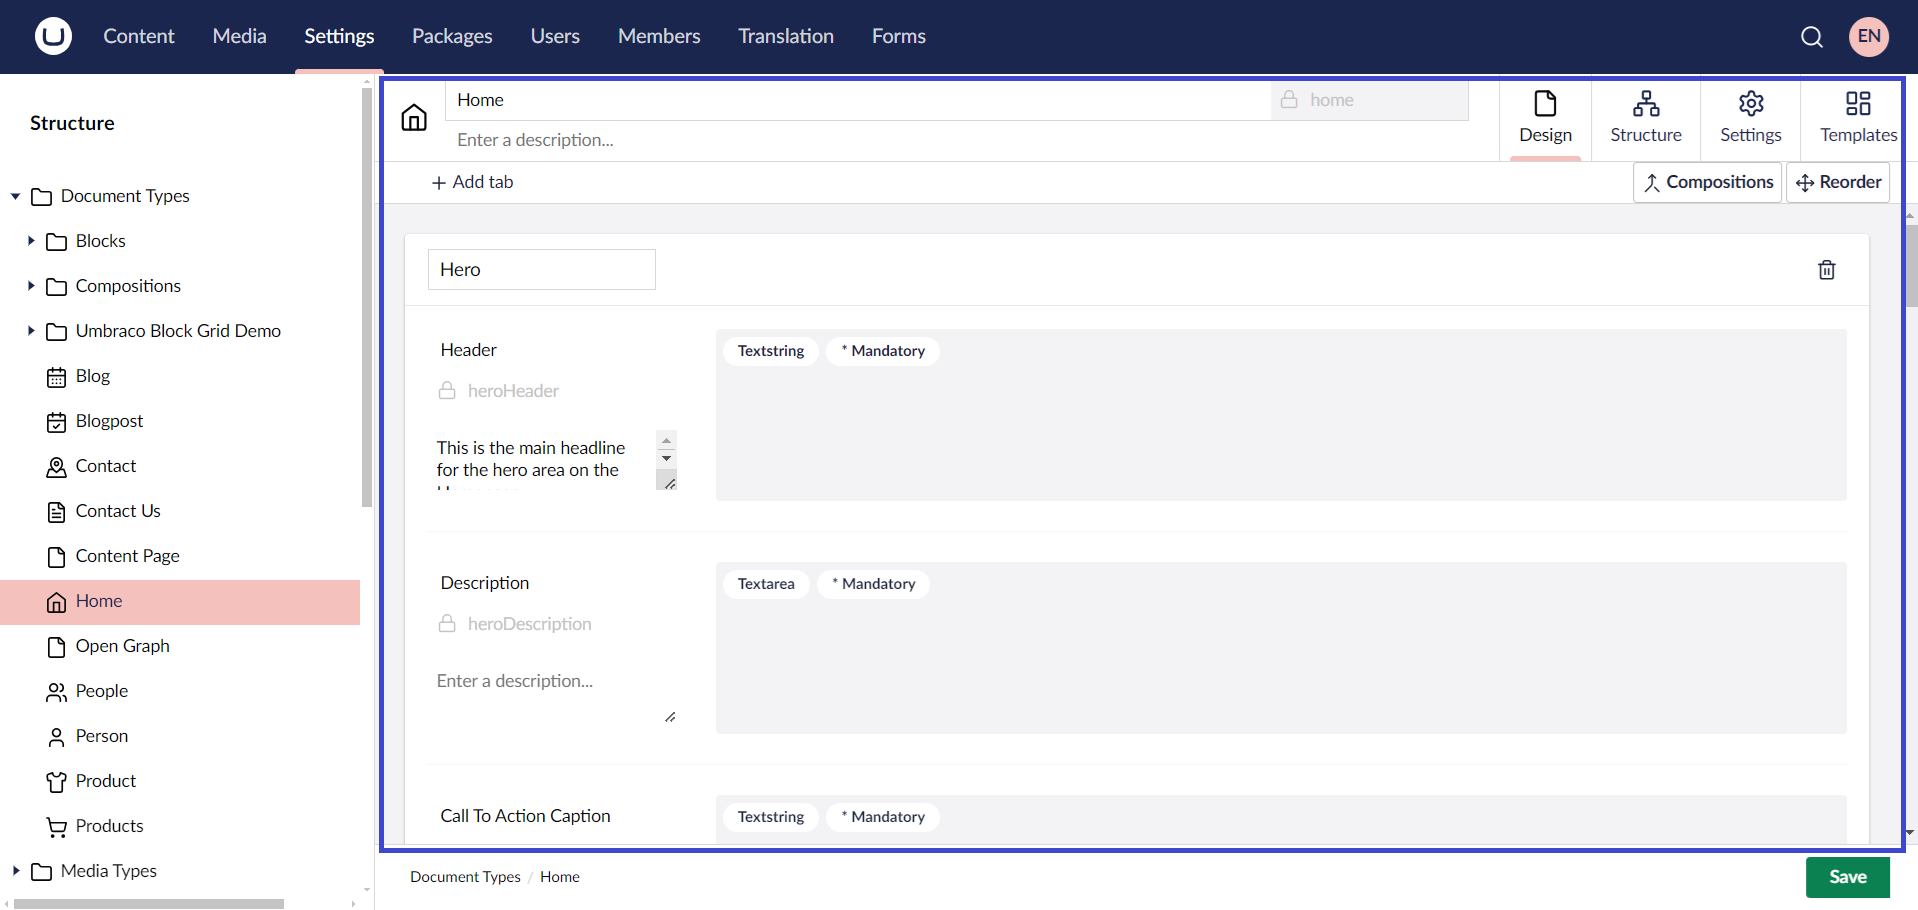 Content Media Settings Packages Users Members Translation Forms EN
Structure
Document Types
Blocks
Compositions
Umbraco Block Grid Demo
Blog
Blogpost
Contact
Contact Us
Content Page
Home
Open Graph
People
Person
Product
Products
Media Types
Home home
Enter a description...
Design Structure Settings Templates
+ Add tab Compositions Reorder
Hero
Header Textstring * Mandatory
heroHeader
This is the main headline
for the hero area on the
Description Textarea * Mandatory
heroDescription
Enter a description...
Call To Action Caption Textstring * Mandatory
Document Types / Home Save